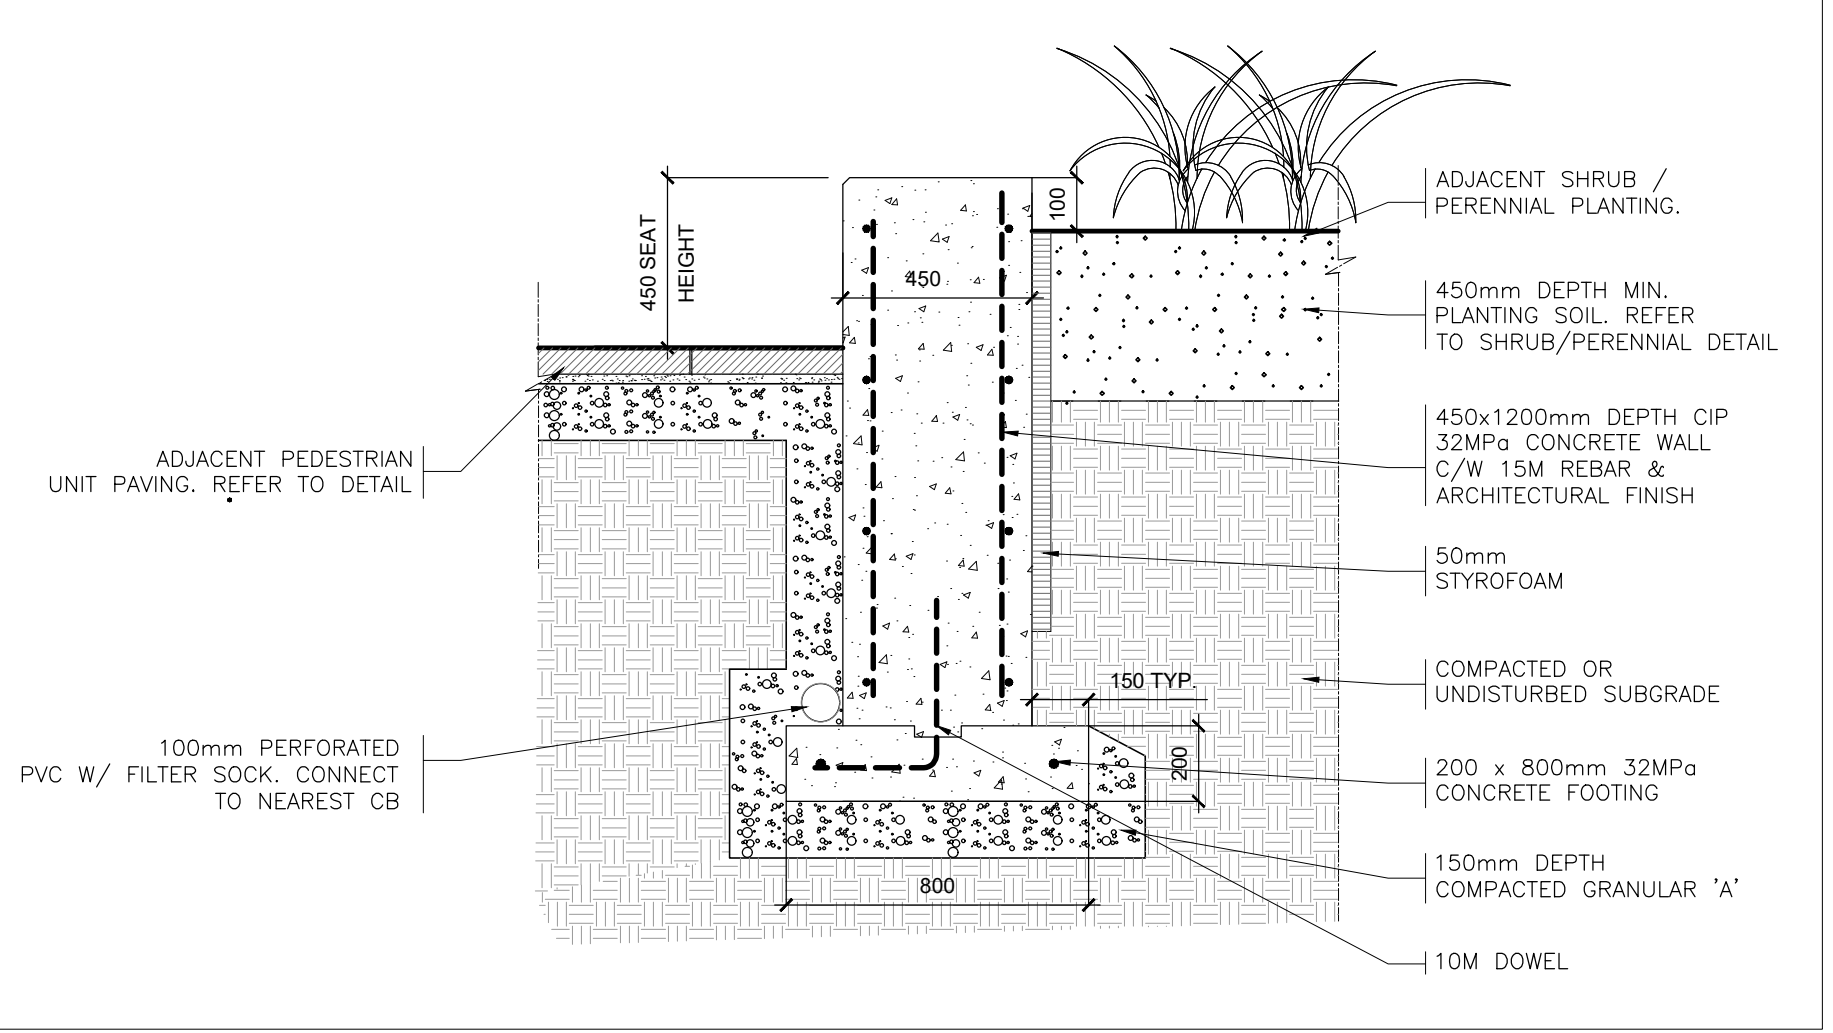 450 SEAT
HEIGHT
100
450
ADJACENT SHRUB /
PERENNIAL PLANTING.
450mm DEPTH MIN.
PLANTING SOIL. REFER
TO SHRUB/PERENNIAL DETAIL
450x1200mm DEPTH CIP
32MPa CONCRETE WALL
C/W 15M REBAR &
ARCHITECTURAL FINISH
ADJACENT PEDESTRIAN
UNIT PAVING. REFER TO DETAIL
.
50mm
STYROFOAM
150 TYP.
COMPACTED OR
UNDISTURBED SUBGRADE
100mm PERFORATED
PVC W/ FILTER SOCK. CONNECT
TO NEAREST CB
200
200 x 800mm 32MPa
CONCRETE FOOTING
150mm DEPTH
COMPACTED GRANULAR 'A'
800
10M DOWEL